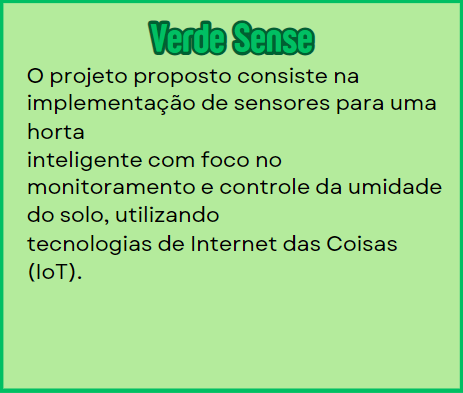 Verde Sense
O projeto proposto consiste na
implementação de sensores para uma
horta
inteligente com foco no
monitoramento e controle da umidade
do solo, utilizando
tecnologias de Internet das Coisas
(IoT).